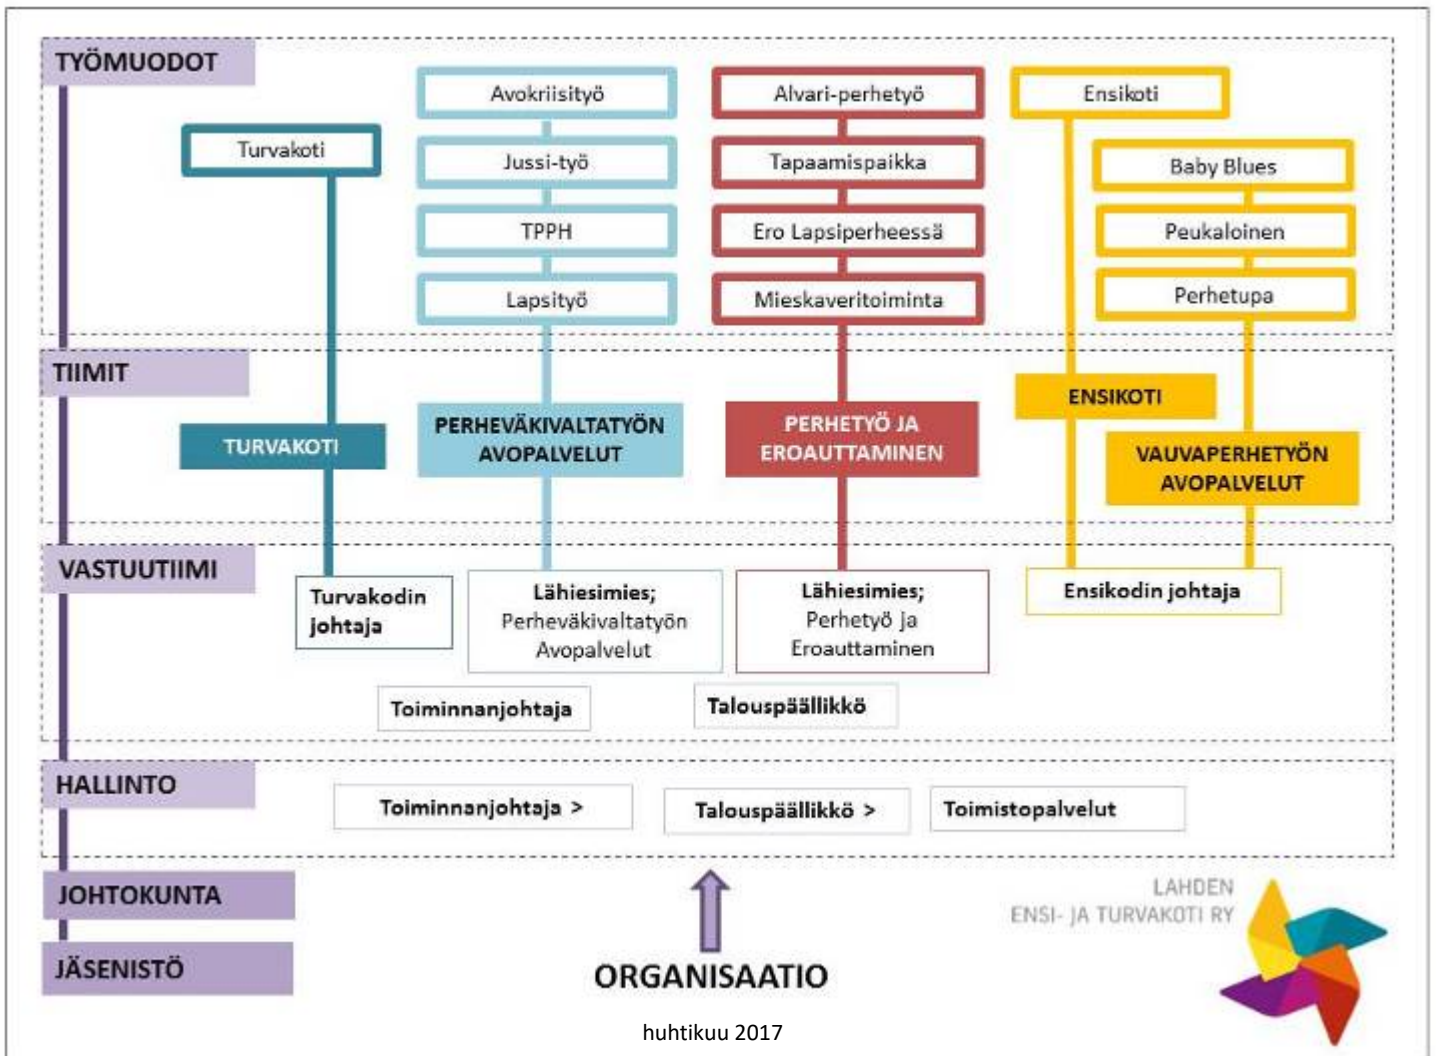 TYÖMUODOT
Turvakoti
Avokriisityö
Jussi-työ
TPPH
Lapsityö
Alvari-perhetyö
Tapaamispaikka
Ero Lapsiperheessä
Mieskaveritoiminta
Ensikoti
Baby Blues
Peukaloinen
Perhetupa
TIIMIT
TURVAKOTI
PERHEVÄKIVALTATYÖN
AVOPALVELUT
PERHETYÖ JA
EROAUTTAMINEN
ENSIKOTI
VAUVAPERHETYÖN
AVOPALVELUT
VASTUUTIIMI
Turvakodin
johtaja
Lähiesimies;
Perheväkivaltatyön
Avopalvelut
Lähiesimies;
Perhetyö ja
Eroauttaminen
Ensikodin johtaja
Toiminnanjohtaja
Talouspäällikkö
HALLINTO
Toiminnanjohtaja >
Talouspäällikkö >
Toimistopalvelut
JOHTOKUNTA
JÄSENISTÖ
ORGANISAATIO
huhtikuu 2017
LAHDEN
ENSI- JA TURVAKOTI RY